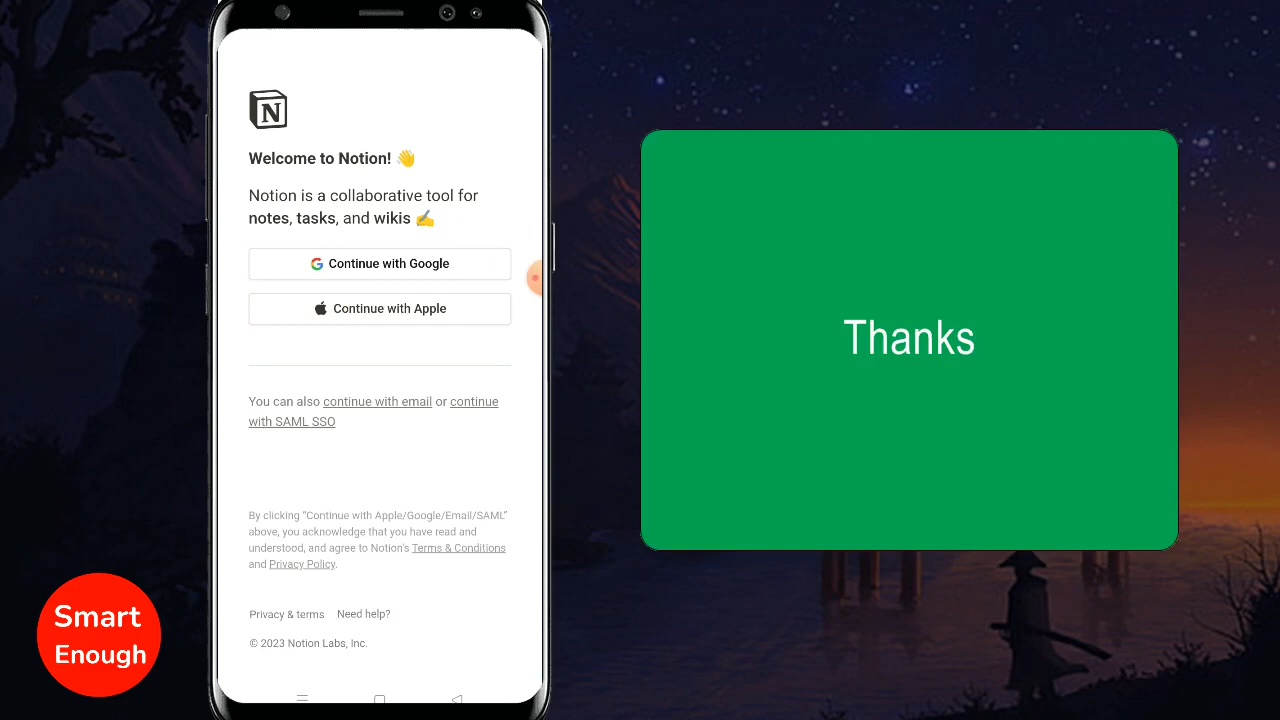 N
Welcome to Notion! 👋
Notion is a collaborative tool for
notes, tasks, and wikis ✍️
Continue with Google
Continue with Apple
You can also continue with email or continue
with SAML SSO
By clicking “Continue with Apple/Google/Email/SAML”
above, you acknowledge that you have read and
understood, and agree to Notion's Terms & Conditions
and Privacy Policy.
Privacy & terms Need help?
© 2023 Notion Labs, Inc.
Thanks
Smart
Enough